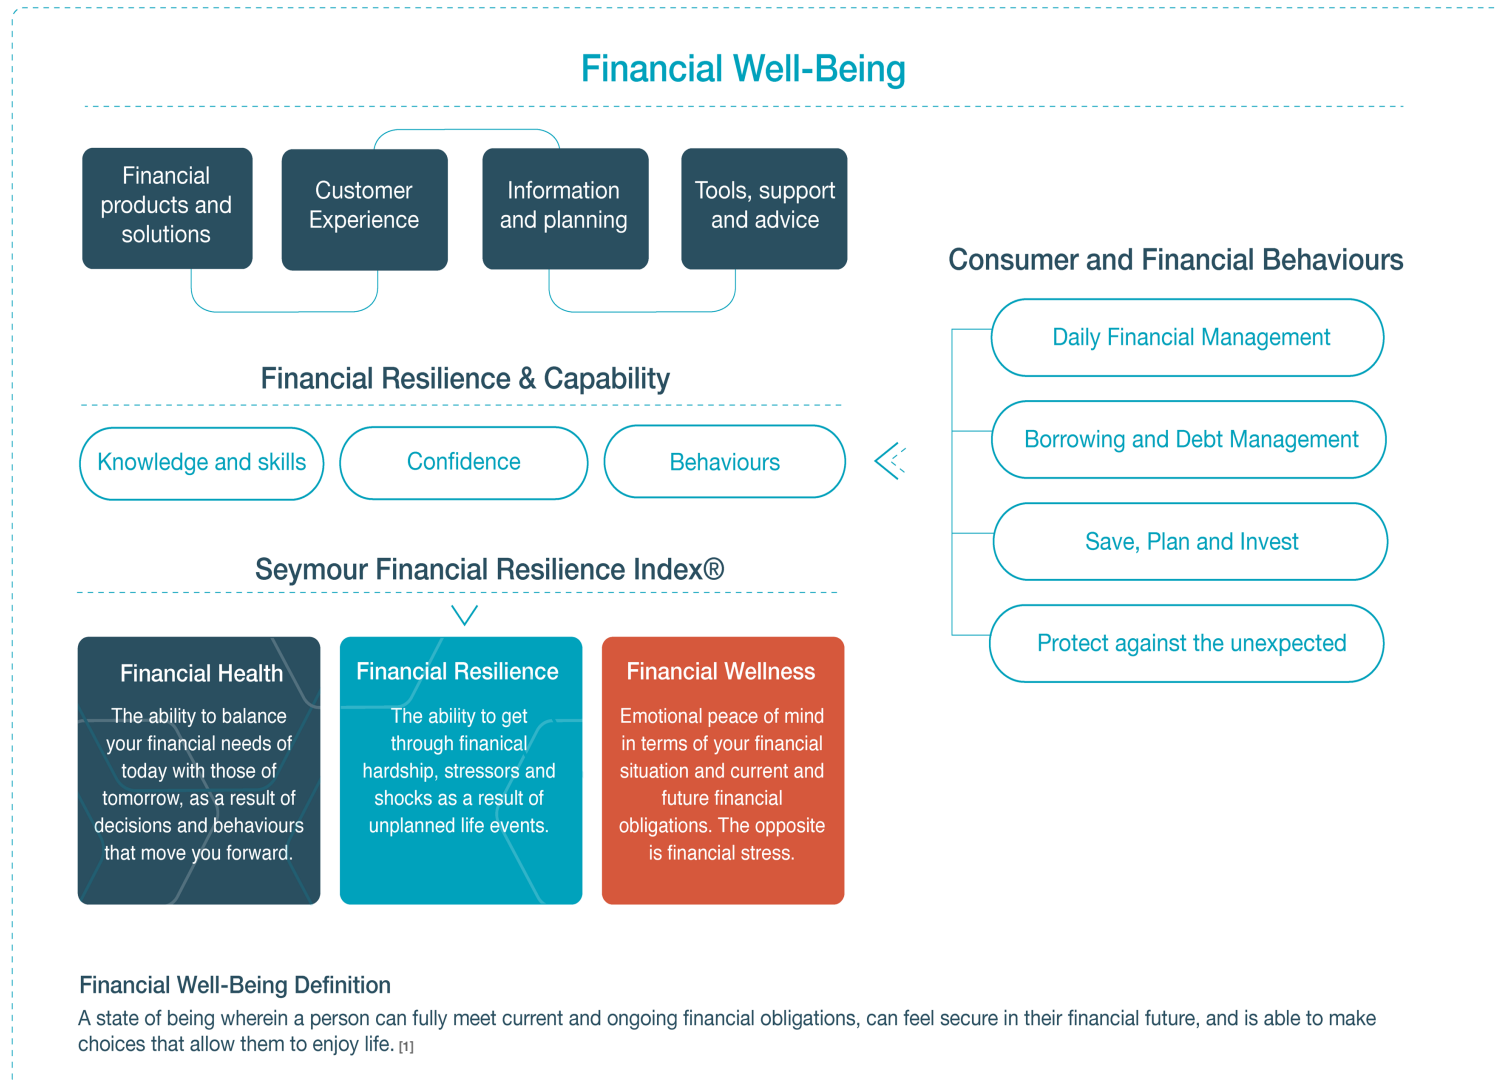 Financial Well-Being
Financial
products and
solutions
Customer
Experience
Information
and planning
Tools, support
and advice
Financial Resilience & Capability
Knowledge and skills
Confidence
Behaviours
Consumer and Financial Behaviours
Daily Financial Management
Borrowing and Debt Management
Save, Plan and Invest
Protect against the unexpected
Seymour Financial Resilience Index®
Financial Health
The ability to balance
your financial needs of
today with those of
tomorrow, as a result of
decisions and behaviours
that move you forward.
Financial Resilience
The ability to get
through finanical
hardship, stressors and
shocks as a result of
unplanned life events.
Financial Wellness
Emotional peace of mind
in terms of your financial
situation and current and
future financial
obligations. The opposite
is financial stress.
Financial Well-Being Definition
A state of being wherein a person can fully meet current and ongoing financial obligations, can feel secure in their financial future, and is able to make
choices that allow them to enjoy life. [1]